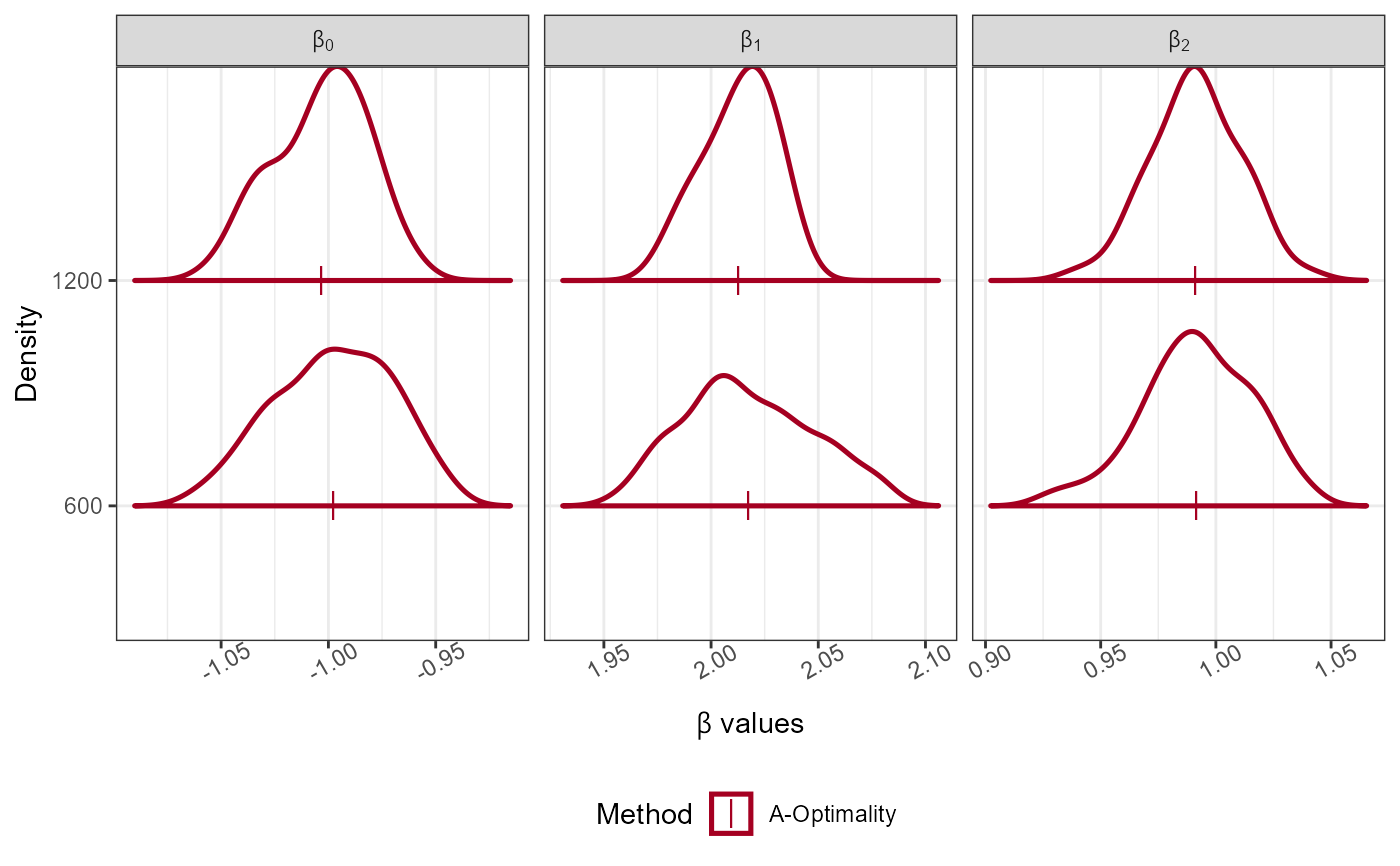 β₀ β₁ β₂
Density
1200
600
-1.05 -1.00 -0.95 1.95 2.00 2.05 2.10 0.90 0.95 1.00 1.05
β values
Method A-Optimality